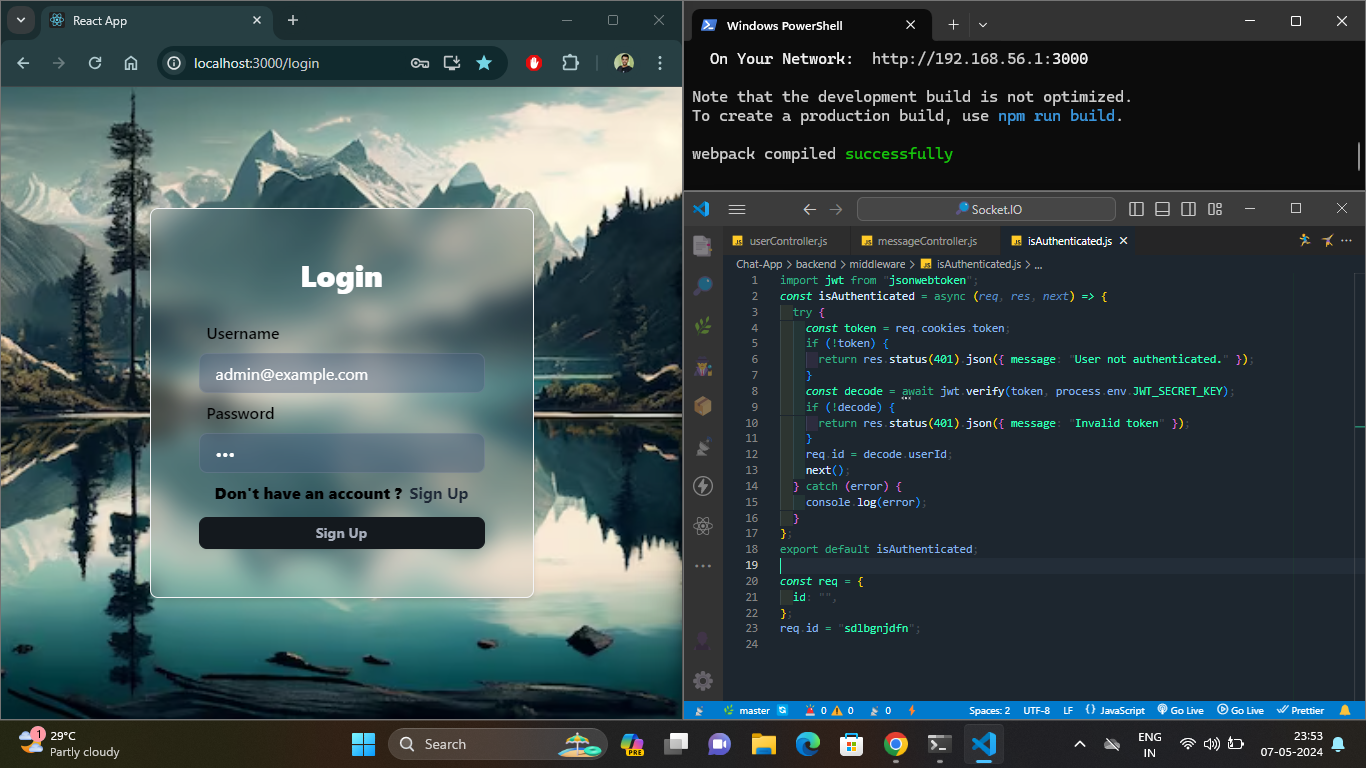 React App
localhost:3000/login
Login
Username
admin@example.com
Password
•••
Don't have an account ? Sign Up
Sign Up
Windows PowerShell
On Your Network: http://192.168.56.1:3000
Note that the development build is not optimized.
To create a production build, use npm run build.
webpack compiled successfully
Socket.IO
userController.js
messageController.js
isAuthenticated.js
Chat-App > backend > middleware > isAuthenticated.js > ...
1 import jwt from "jsonwebtoken";
2 const isAuthenticated = async (req, res, next) => {
3 try {
4 const token = req.cookies.token;
5 if (!token) {
6 return res.status(401).json({ message: "User not authenticated." });
7 }
8 const decode = await jwt.verify(token, process.env.JWT_SECRET_KEY);
9 if (!decode) {
10 return res.status(401).json({ message: "Invalid token" });
11 }
12 req.id = decode.userId;
13 next();
14 } catch (error) {
15 console.log(error);
16 }
17 };
18 export default isAuthenticated;
19
20 const req = {
21 id: "",
22 };
23 req.id = "sdlbgnjdfn";
24
master 0 0 0 Spaces: 2 UTF-8 LF {} JavaScript Go Live Go Live Prettier
1
29°C
Partly cloudy
Search
PRE
ENG
IN
23:53
07-05-2024